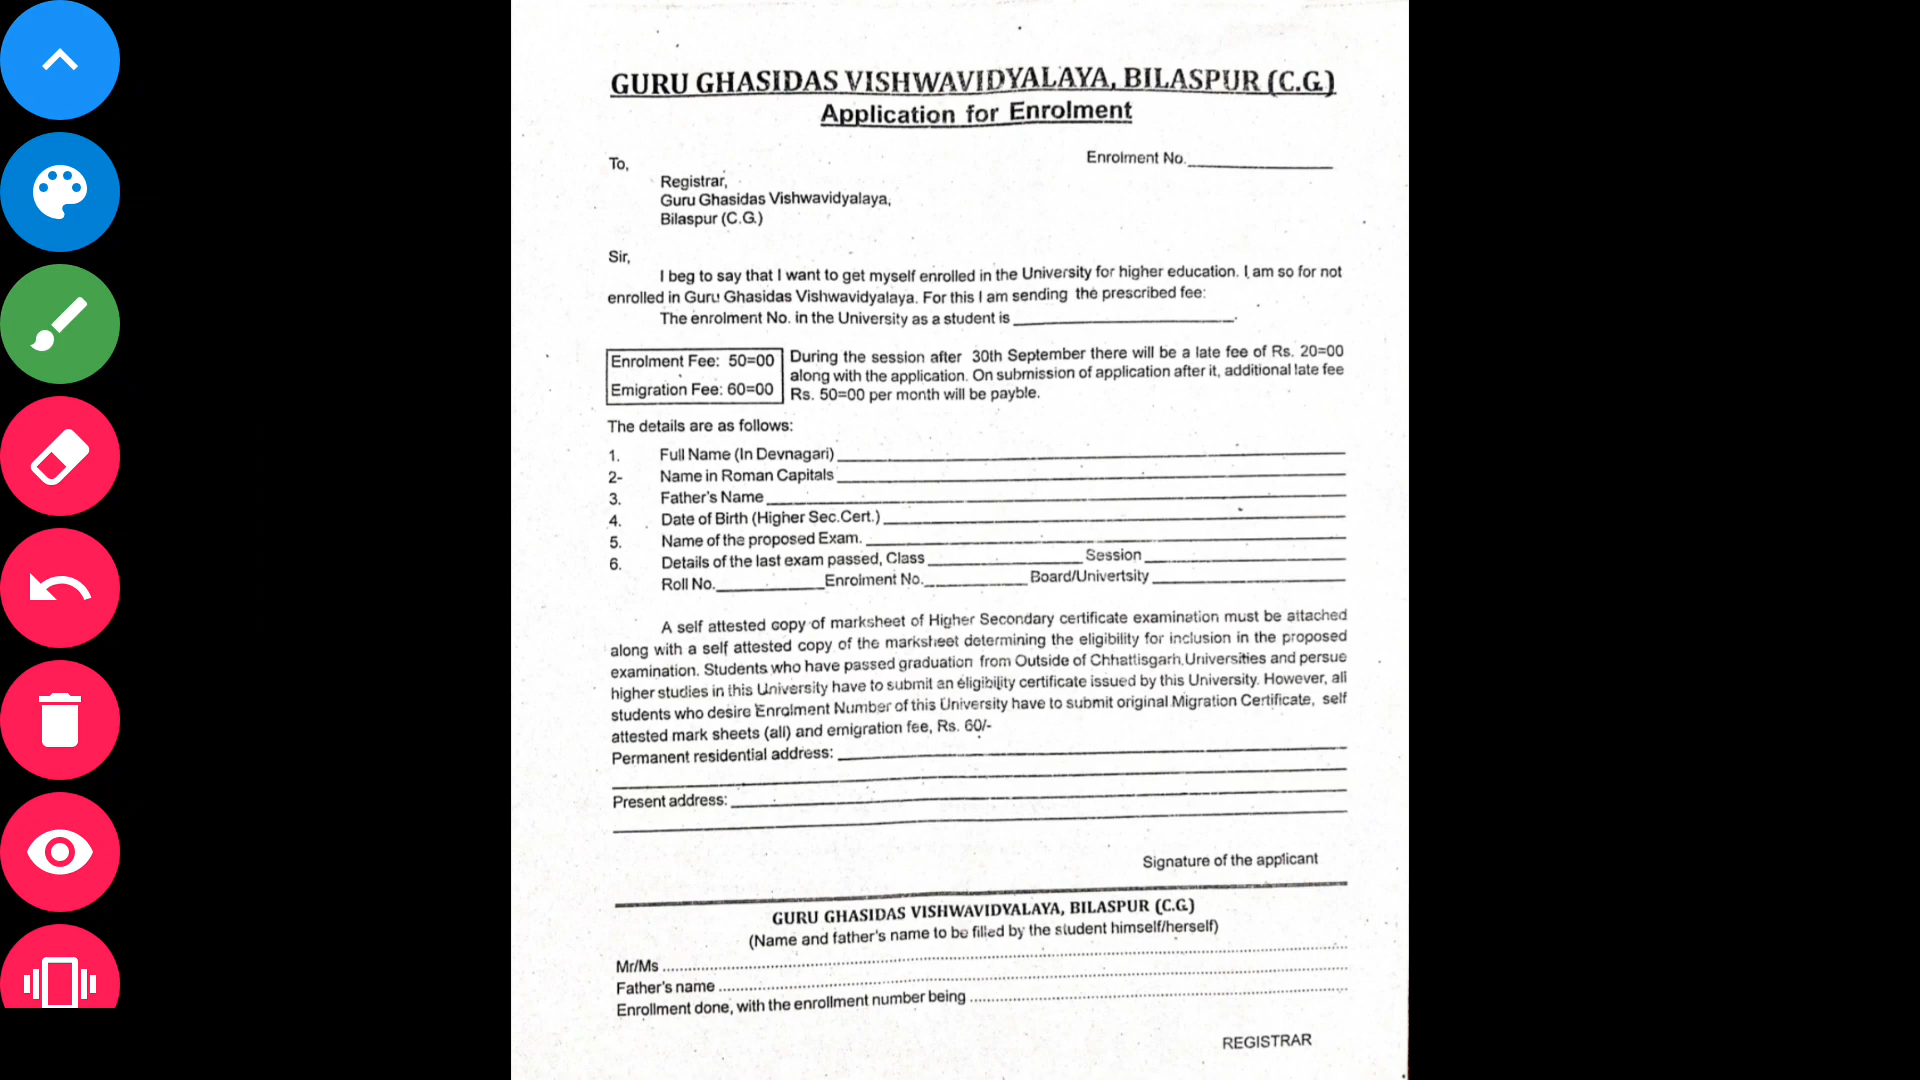 GURU GHASIDAS VISHWAVIDYALAYA, BILASPUR (C.G.)
Application for Enrolment
To,
Enrolment No.
Registrar,
Guru Ghasidas Vishwavidyalaya,
Bilaspur (C.G.)
Sir,
I beg to say that I want to get myself enrolled in the University for higher education. I am so for not
enrolled in Guru Ghasidas Vishwavidyalaya. For this I am sending the prescribed fee:
The enrolment No. in the University as a student is ____________.
Enrolment Fee: 50=00
Emigration Fee: 60=00
During the session after 30th September there will be a late fee of Rs. 20=00
along with the application. On submission of application after it, additional late fee
Rs. 50=00 per month will be payble.
The details are as follows:
1. Full Name (In Devnagari)
2- Name in Roman Capitals
3. Father's Name
4. Date of Birth (Higher Sec.Cert.)
5. Name of the proposed Exam.
6. Details of the last exam passed, Class ____________ Session
Roll No. ____________ Enrolment No. ____________ Board/Univertsity
A self attested copy of marksheet of Higher Secondary certificate examination must be attached
along with a self attested copy of the marksheet determining the eligibility for inclusion in the proposed
examination. Students who have passed graduation from Outside of Chhattisgarh Universities and persue
higher studies in this University have to submit an eligibility certificate issued by this University. However, all
students who desire Enrolment Number of this University have to submit original Migration Certificate, self
attested mark sheets (all) and emigration fee, Rs. 60/-
Permanent residential address:
Present address:
Signature of the applicant
GURU GHASIDAS VISHWAVIDYALAYA, BILASPUR (C.G.)
(Name and father's name to be filled by the student himself/herself)
Mr/Ms
Father's name
Enrollment done, with the enrollment number being
REGISTRAR